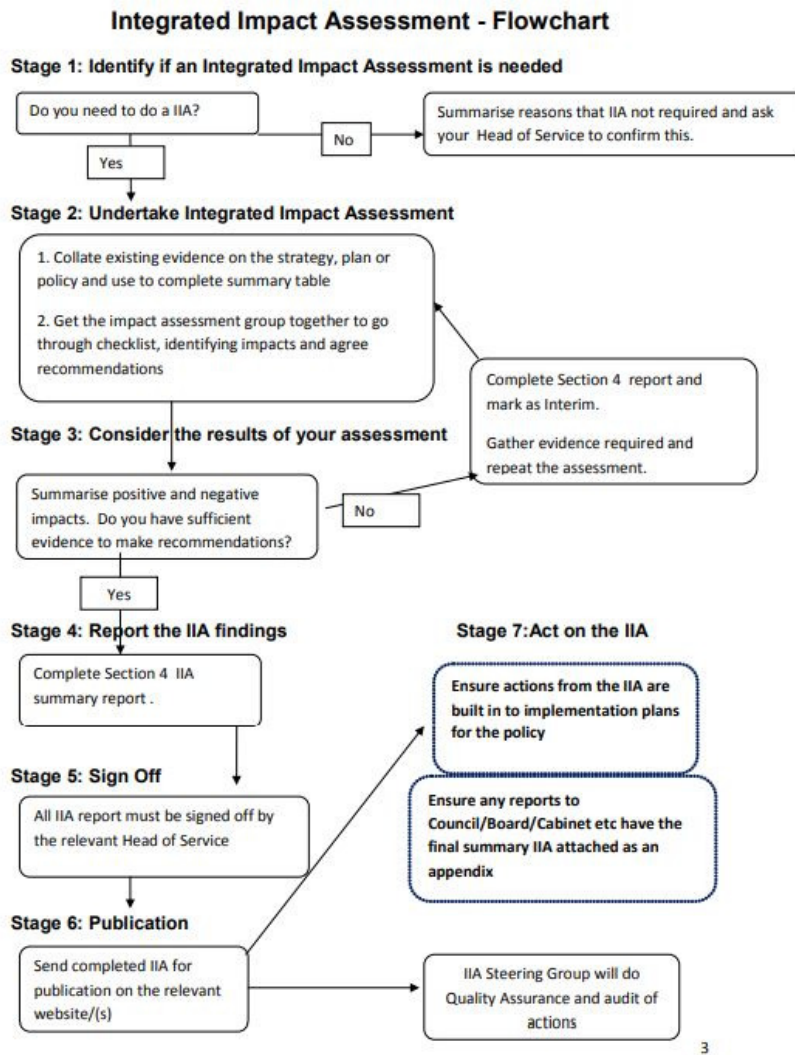 Integrated Impact Assessment - Flowchart
Stage 1: Identify if an Integrated Impact Assessment is needed
Do you need to do a IIA?
No
Yes
Summarise reasons that IIA not required and ask
your Head of Service to confirm this.
Stage 2: Undertake Integrated Impact Assessment
1. Collate existing evidence on the strategy, plan or
policy and use to complete summary table
2. Get the impact assessment group together to go
through checklist, identifying impacts and agree
recommendations
Complete Section 4 report and
mark as Interim.
Gather evidence required and
repeat the assessment.
Stage 3: Consider the results of your assessment
Summarise positive and negative
impacts. Do you have sufficient
evidence to make recommendations?
No
Yes
Stage 4: Report the IIA findings
Complete Section 4 IIA
summary report .
Stage 5: Sign Off
All IIA report must be signed off by
the relevant Head of Service
Stage 6: Publication
Send completed IIA for
publication on the relevant
website/(s)
Stage 7:Act on the IIA
Ensure actions from the IIA are
built in to implementation plans
for the policy
Ensure any reports to
Council/Board/Cabinet etc have the
final summary IIA attached as an
appendix
IIA Steering Group will do
Quality Assurance and audit of
actions
3